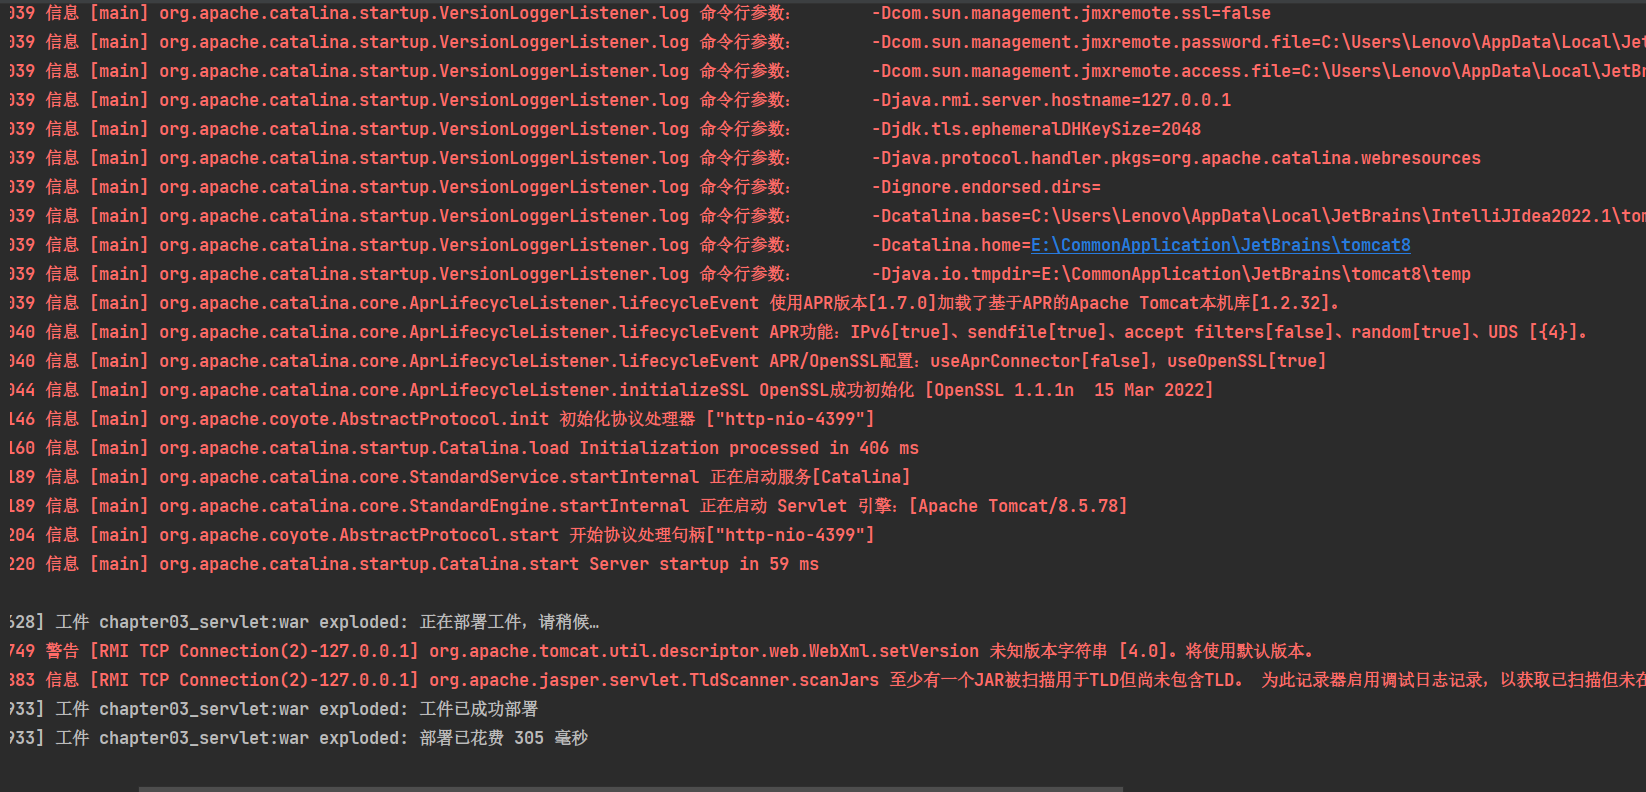 039 信息 [main] org.apache.catalina.startup.VersionLoggerListener.log 命令行参数： -Dcom.sun.management.jmxremote.ssl=false
039 信息 [main] org.apache.catalina.startup.VersionLoggerListener.log 命令行参数： -Dcom.sun.management.jmxremote.password.file=C:\Users\Lenovo\AppData\Local\Jet
039 信息 [main] org.apache.catalina.startup.VersionLoggerListener.log 命令行参数： -Dcom.sun.management.jmxremote.access.file=C:\Users\Lenovo\AppData\Local\JetBr
039 信息 [main] org.apache.catalina.startup.VersionLoggerListener.log 命令行参数： -Djava.rmi.server.hostname=127.0.0.1
039 信息 [main] org.apache.catalina.startup.VersionLoggerListener.log 命令行参数： -Djdk.tls.ephemeralDHKeySize=2048
039 信息 [main] org.apache.catalina.startup.VersionLoggerListener.log 命令行参数： -Djava.protocol.handler.pkgs=org.apache.catalina.webresources
039 信息 [main] org.apache.catalina.startup.VersionLoggerListener.log 命令行参数： -Dignore.endorsed.dirs=
039 信息 [main] org.apache.catalina.startup.VersionLoggerListener.log 命令行参数： -Dcatalina.base=C:\Users\Lenovo\AppData\Local\JetBrains\IntelliJIdea2022.1\tom
039 信息 [main] org.apache.catalina.startup.VersionLoggerListener.log 命令行参数： -Dcatalina.home=E:\CommonApplication\JetBrains\tomcat8
039 信息 [main] org.apache.catalina.startup.VersionLoggerListener.log 命令行参数： -Djava.io.tmpdir=E:\CommonApplication\JetBrains\tomcat8\temp
039 信息 [main] org.apache.catalina.core.AprLifecycleListener.lifecycleEvent 使用APR版本[1.7.0]加载了基于APR的Apache Tomcat本机库[1.2.32]。
040 信息 [main] org.apache.catalina.core.AprLifecycleListener.lifecycleEvent APR功能：IPv6[true]、sendfile[true]、accept filters[false]、random[true]、UDS [{4}]。
040 信息 [main] org.apache.catalina.core.AprLifecycleListener.lifecycleEvent APR/OpenSSL配置：useAprConnector[false]，useOpenSSL[true]
044 信息 [main] org.apache.catalina.core.AprLifecycleListener.initializeSSL OpenSSL成功初始化 [OpenSSL 1.1.1n  15 Mar 2022]
146 信息 [main] org.apache.coyote.AbstractProtocol.init 初始化协议处理器 ["http-nio-4399"]
160 信息 [main] org.apache.catalina.startup.Catalina.load Initialization processed in 406 ms
189 信息 [main] org.apache.catalina.core.StandardService.startInternal 正在启动服务[Catalina]
189 信息 [main] org.apache.catalina.core.StandardEngine.startInternal 正在启动 Servlet 引擎：[Apache Tomcat/8.5.78]
204 信息 [main] org.apache.coyote.AbstractProtocol.start 开始协议处理句柄["http-nio-4399"]
220 信息 [main] org.apache.catalina.startup.Catalina.start Server startup in 59 ms
628] 工件 chapter03_servlet:war exploded: 正在部署工件，请稍候…
749 警告 [RMI TCP Connection(2)-127.0.0.1] org.apache.tomcat.util.descriptor.web.WebXml.setVersion 未知版本字符串 [4.0]。将使用默认版本。
883 信息 [RMI TCP Connection(2)-127.0.0.1] org.apache.jasper.servlet.TldScanner.scanJars 至少有一个JAR被扫描用于TLD但尚未包含TLD。 为此记录器启用调试日志记录，以获取已扫描但未在
933] 工件 chapter03_servlet:war exploded: 工件已成功部署
933] 工件 chapter03_servlet:war exploded: 部署已花费 305 毫秒